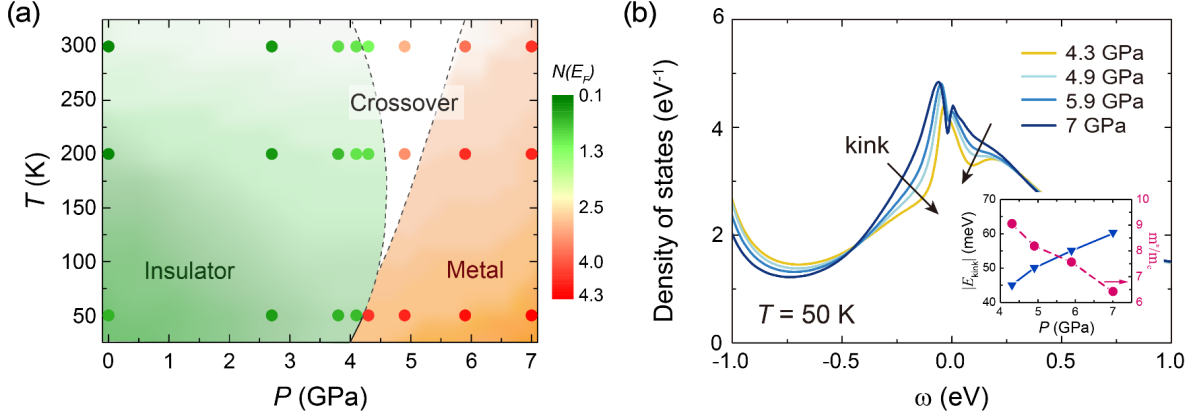 (a)
300
250
200
150
100
50
T (K)
0
1
2
3
4
5
6
7
P (GPa)
Crossover
Insulator
Metal
N(E_F)
0.1
1.3
2.5
4.0
4.3
(b)
6
4
2
0
Density of states (eV⁻¹)
-1.0
-0.5
0.0
0.5
1.0
ω (eV)
4.3 GPa
4.9 GPa
5.9 GPa
7 GPa
kink
T = 50 K
70
60
50
40
|E_kink| (meV)
4
5
6
7
P (GPa)
10
9
8
7
6
m*/m_e